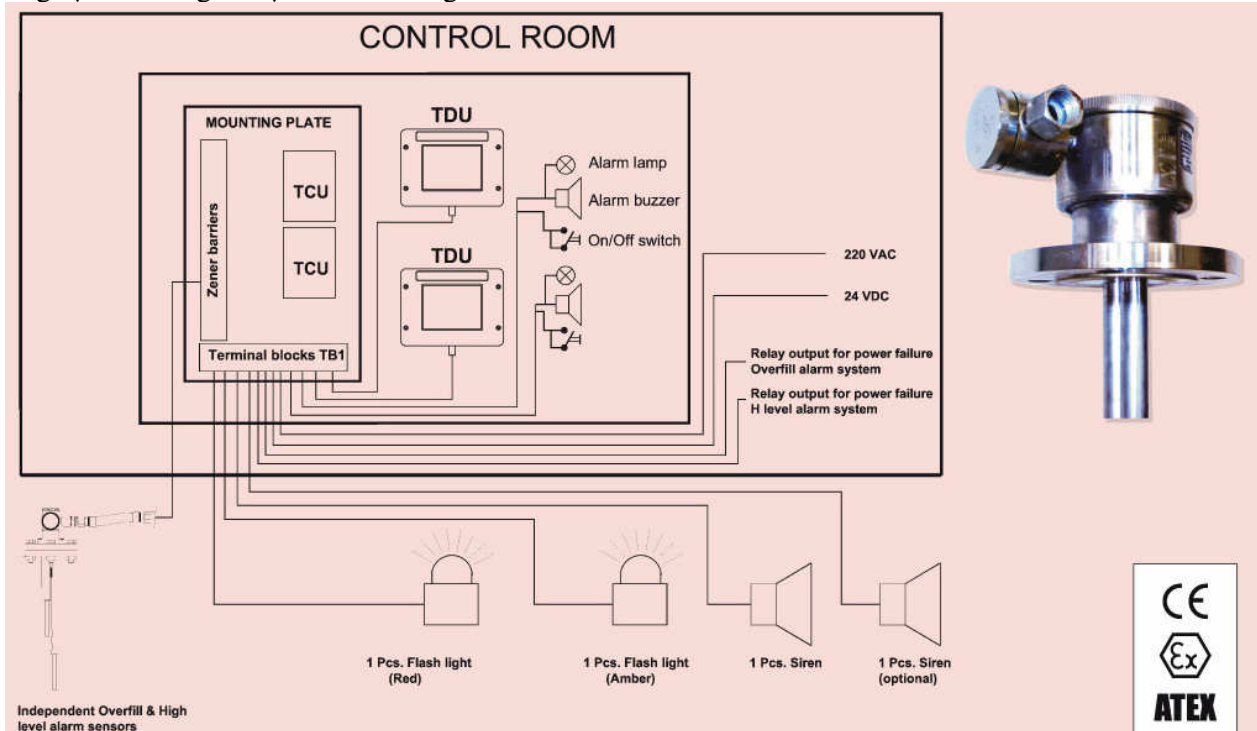 CONTROL ROOM
MOUNTING PLATE
Zener barriers
TCU
TCU
Terminal blocks TB1
TDU
TDU
Alarm lamp
Alarm buzzer
On/Off switch
220 VAC
24 VDC
Relay output for power failure
Overfill alarm system
Relay output for power failure
H level alarm system
1 Pcs. Flash light
(Red)
1 Pcs. Flash light
(Amber)
1 Pcs. Siren
1 Pcs. Siren
(optional)
Independent Overfill & High
level alarm sensors
CE
Ex
ATEX